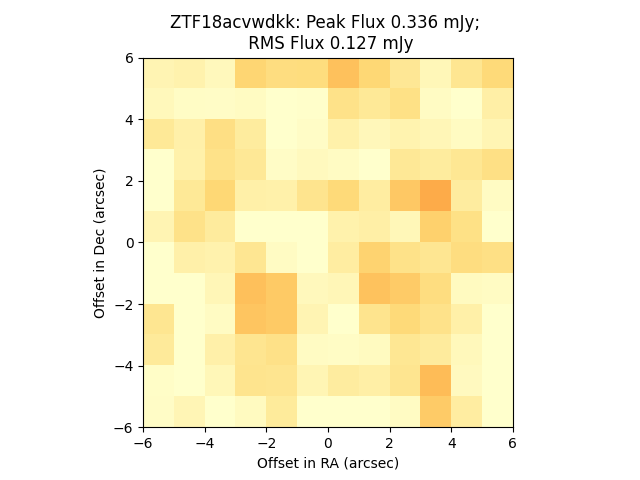 ZTF18acvwdkk: Peak Flux 0.336 mJy;
RMS Flux 0.127 mJy
6
4
2
0
−2
−4
−6
Offset in Dec (arcsec)
−6 −4 −2 0 2 4 6
Offset in RA (arcsec)